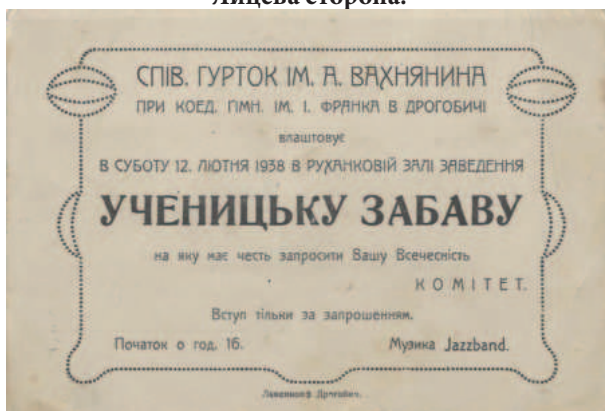 Лицева сторона.
СПІВ. ГУРТОК ІМ. А. ВАХНЯНИНА
ПРИ КОЕД. ГІМН. ІМ. І. ФРАНКА В ДРОГОБИЧІ
влаштовує
В СУБОТУ 12. ЛЮТНЯ 1938 В РУХАНКОВІЙ ЗАЛІ ЗАВЕДЕННЯ
УЧЕНИЦЬКУ ЗАБАВУ
на яку має честь запросити Вашу Всечесність
КОМІТЕТ.
Вступ тільки за запрошенням.
Початок о год. 16. Музика Jazzband.
Дрогобич.